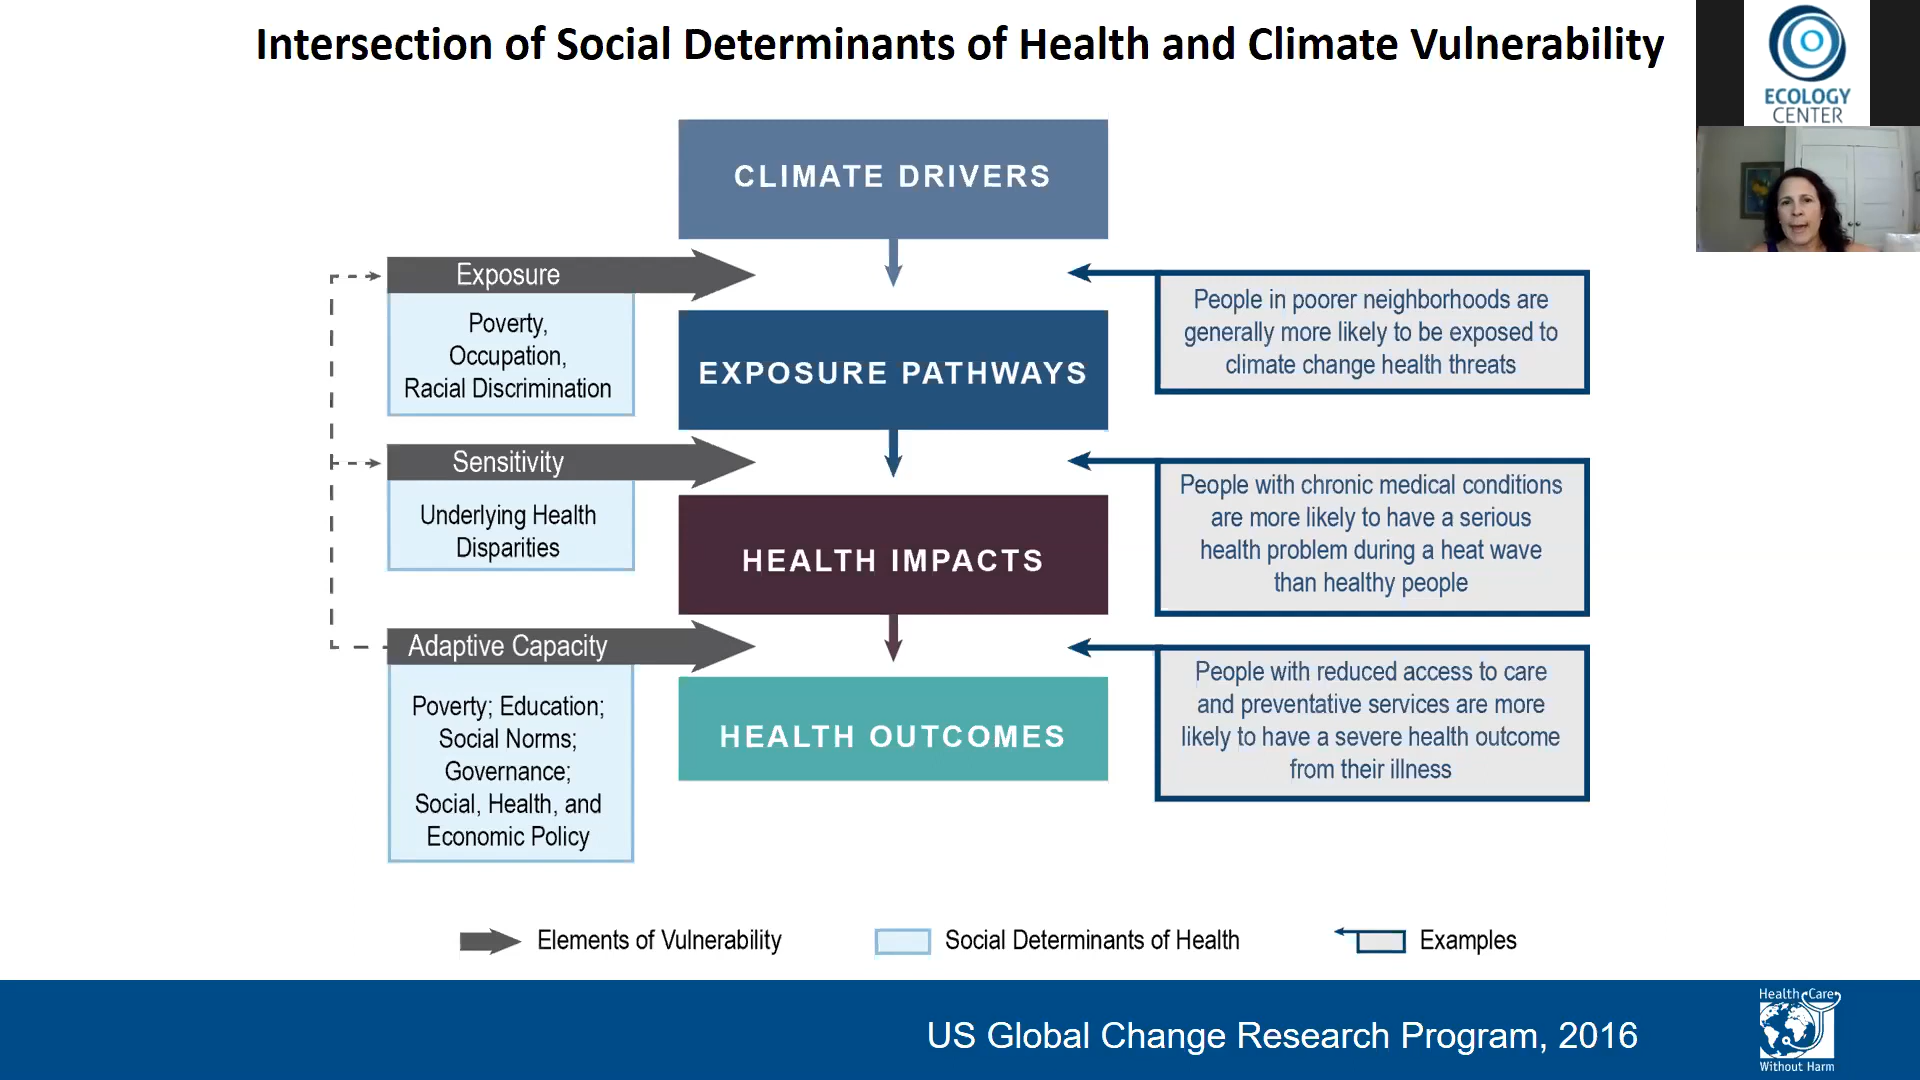 Intersection of Social Determinants of Health and Climate Vulnerability
ECOLOGY
CENTER
CLIMATE DRIVERS
Exposure
Poverty,
Occupation,
Racial Discrimination
People in poorer neighborhoods are
generally more likely to be exposed to
climate change health threats
EXPOSURE PATHWAYS
Sensitivity
Underlying Health
Disparities
People with chronic medical conditions
are more likely to have a serious
health problem during a heat wave
than healthy people
HEALTH IMPACTS
Adaptive Capacity
Poverty; Education;
Social Norms;
Governance;
Social, Health, and
Economic Policy
People with reduced access to care
and preventative services are more
likely to have a severe health outcome
from their illness
HEALTH OUTCOMES
Elements of Vulnerability
Social Determinants of Health
Examples
US Global Change Research Program, 2016
Health Care
Without Harm